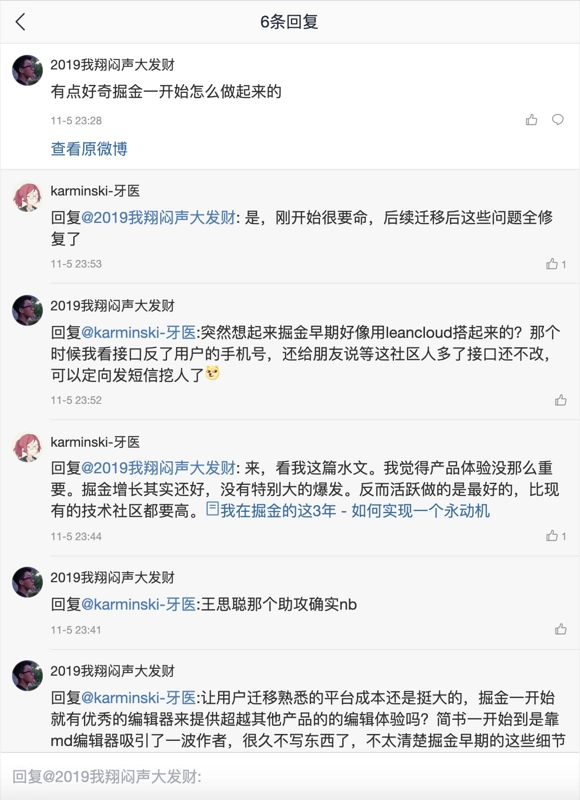 6条回复
2019我翔闷声大发财
有点好奇掘金一开始怎么做起来的
11-5 23:28
查看原微博
karminski-牙医
回复@2019我翔闷声大发财: 是，刚开始很要命，后续迁移后这些问题全修
复了
11-5 23:53
1
2019我翔闷声大发财
回复@karminski-牙医:突然想起来掘金早期好像用leancloud搭起来的？那个
时候我看接口反了用户的手机号，还给朋友说等这社区人多了接口还不改，
可以定向发短信挖人了
11-5 23:52
karminski-牙医
回复@2019我翔闷声大发财: 来，看我这篇水文。我觉得产品体验没那么重
要。掘金增长其实还好，没有特别大的爆发。反而活跃做的是最好的，比现
有的技术社区都要高。我在掘金的这3年 - 如何实现一个永动机
11-5 23:44
1
2019我翔闷声大发财
回复@karminski-牙医:王思聪那个助攻确实nb
11-5 23:41
2019我翔闷声大发财
回复@karminski-牙医:让用户迁移熟悉的平台成本还是挺大的，掘金一开始
就有优秀的编辑器来提供超越其他产品的的编辑体验吗？简书一开始到是靠
md编辑器吸引了一波作者，很久不写东西了，不太清楚掘金早期的这些细节
回复@2019我翔闷声大发财: